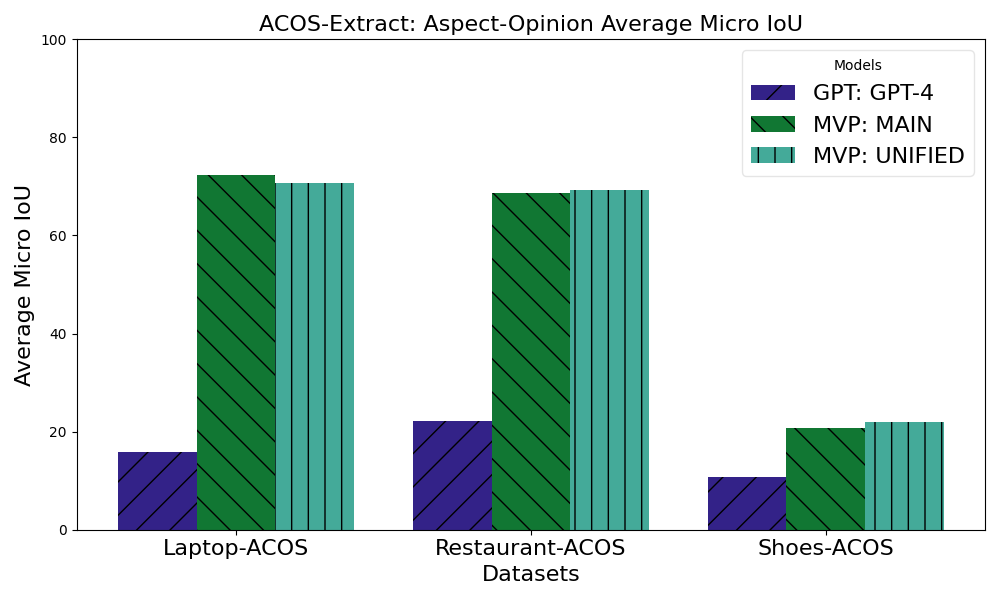 ACOS-Extract: Aspect-Opinion Average Micro IoU
Models
GPT: GPT-4
MVP: MAIN
MVP: UNIFIED
Average Micro IoU
100
80
60
40
20
0
Laptop-ACOS
Restaurant-ACOS
Shoes-ACOS
Datasets